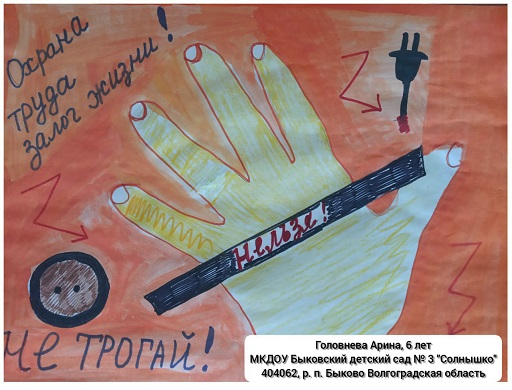 Охрана
труда
залог жизни!
Нельзя!
НЕ ТРОГАЙ!
Головнева Арина, 6 лет
МКДОУ Быковский детский сад № 3 "Солнышко"
404062, р. п. Быково Волгоградская область